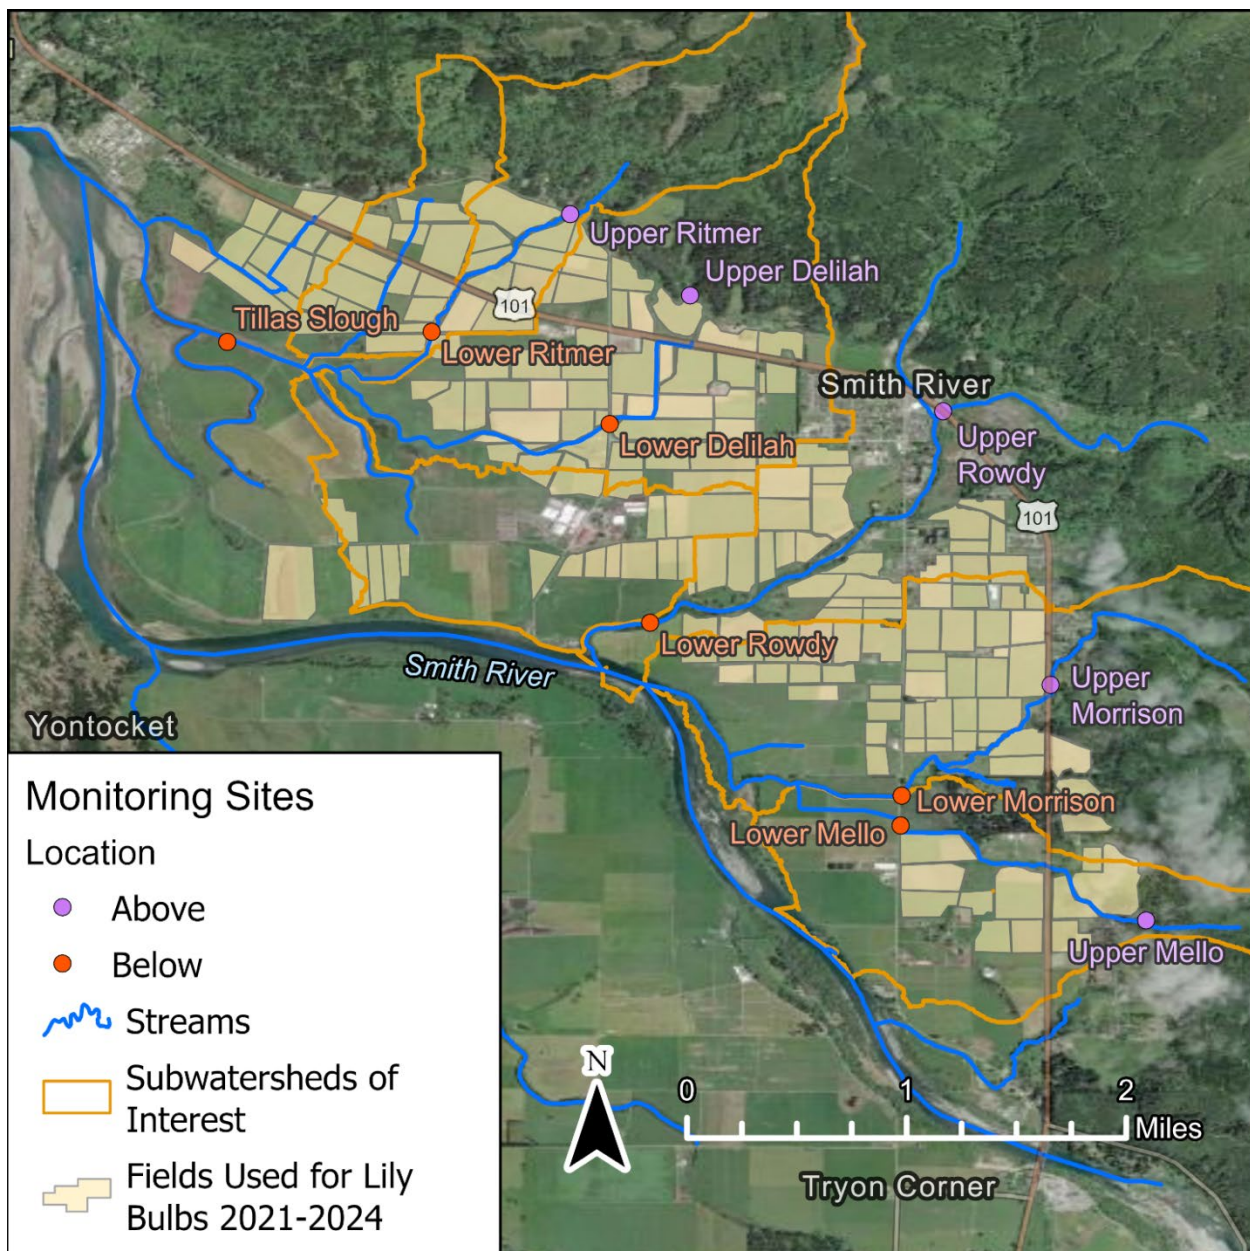 Upper Ritmer
Upper Delilah
101
Tillas Slough
Lower Ritmer
Smith River
Lower Delilah
Upper
Rowdy
101
Lower Rowdy
Smith River
Upper
Morrison
Yontocket
Lower Morrison
Lower Mello
Upper Mello
Monitoring Sites
Location
Above
Below
Streams
Subwatersheds of
Interest
Fields Used for Lily
Bulbs 2021-2024
N
0 1 2
Miles
Tryon Corner